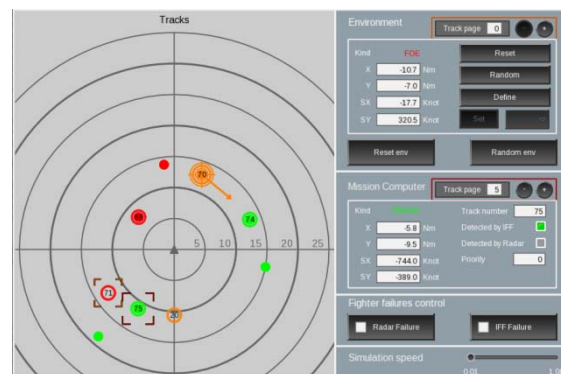 Tracks
70
69
74
5 10 15 20 25
71
75
20
Environment
Track page 0 - +
Kind FOE
Reset
X -10.7 Nm
Random
Y -7.0 Nm
Define
SX -17.7 Knot
SY 320.5 Knot
Set
Reset env
Random env
Mission Computer
Track page 5 - +
Kind
Track number 75
X -5.8 Nm
Detected by IFF
Y -9.5 Nm
Detected by Radar
SX -744.0 Knot
Priority 0
SY -389.0 Knot
Fighter failures control
Radar Failure
IFF Failure
Simulation speed
0.01